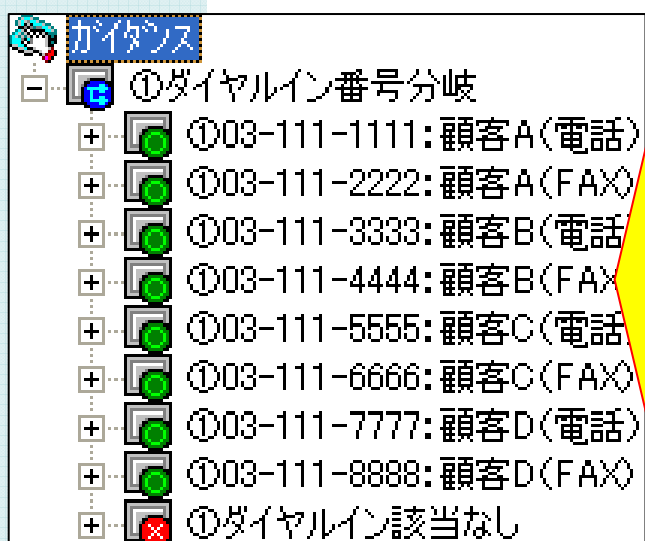 ガイダンス
①ダイヤルイン番号分岐
①03-111-1111:顧客A(電話)
①03-111-2222:顧客A(FAX)
①03-111-3333:顧客B(電話
①03-111-4444:顧客B(FAX
①03-111-5555:顧客C(電話
①03-111-6666:顧客C(FAX)
①03-111-7777:顧客D(電話)
①03-111-8888:顧客D(FAX)
①ダイヤルイン該当なし